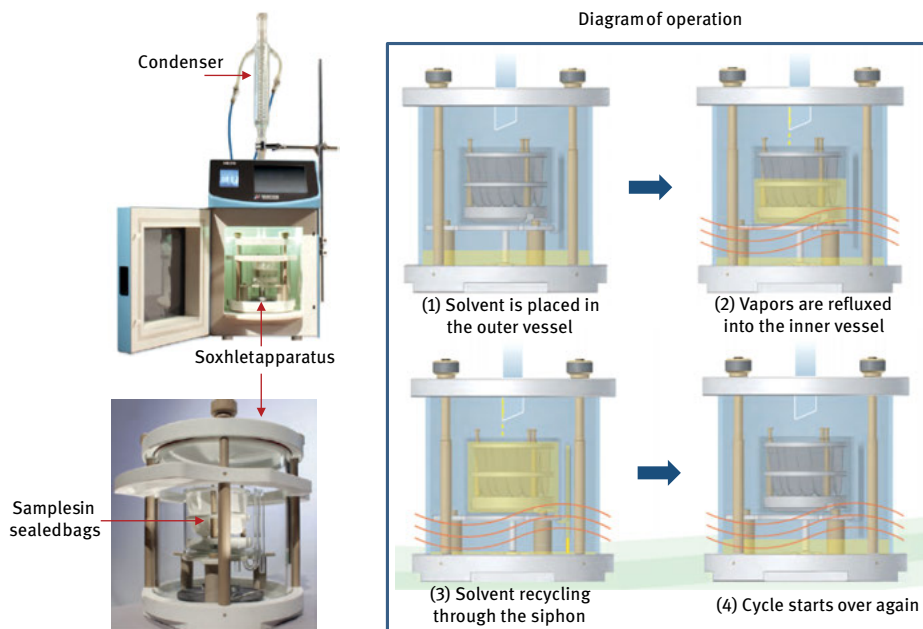 Diagram of operation
Condenser
Soxhletapparatus
Samplesin
sealedbags
(1) Solvent is placed in
the outer vessel
(2) Vapors are refluxed
into the inner vessel
(3) Solvent recycling
through the siphon
(4) Cycle starts over again